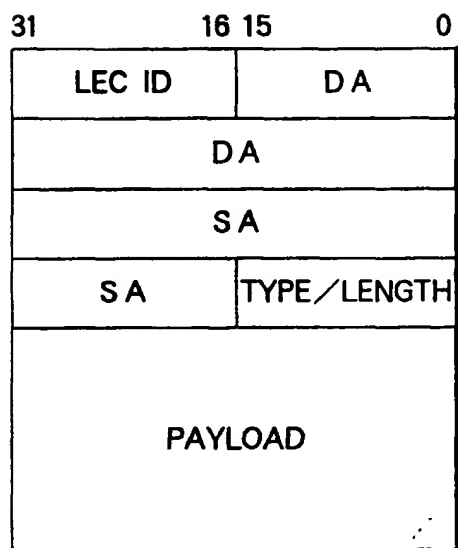 31 16 15 0
LEC ID DA
DA
SA
SA TYPE/LENGTH
PAYLOAD